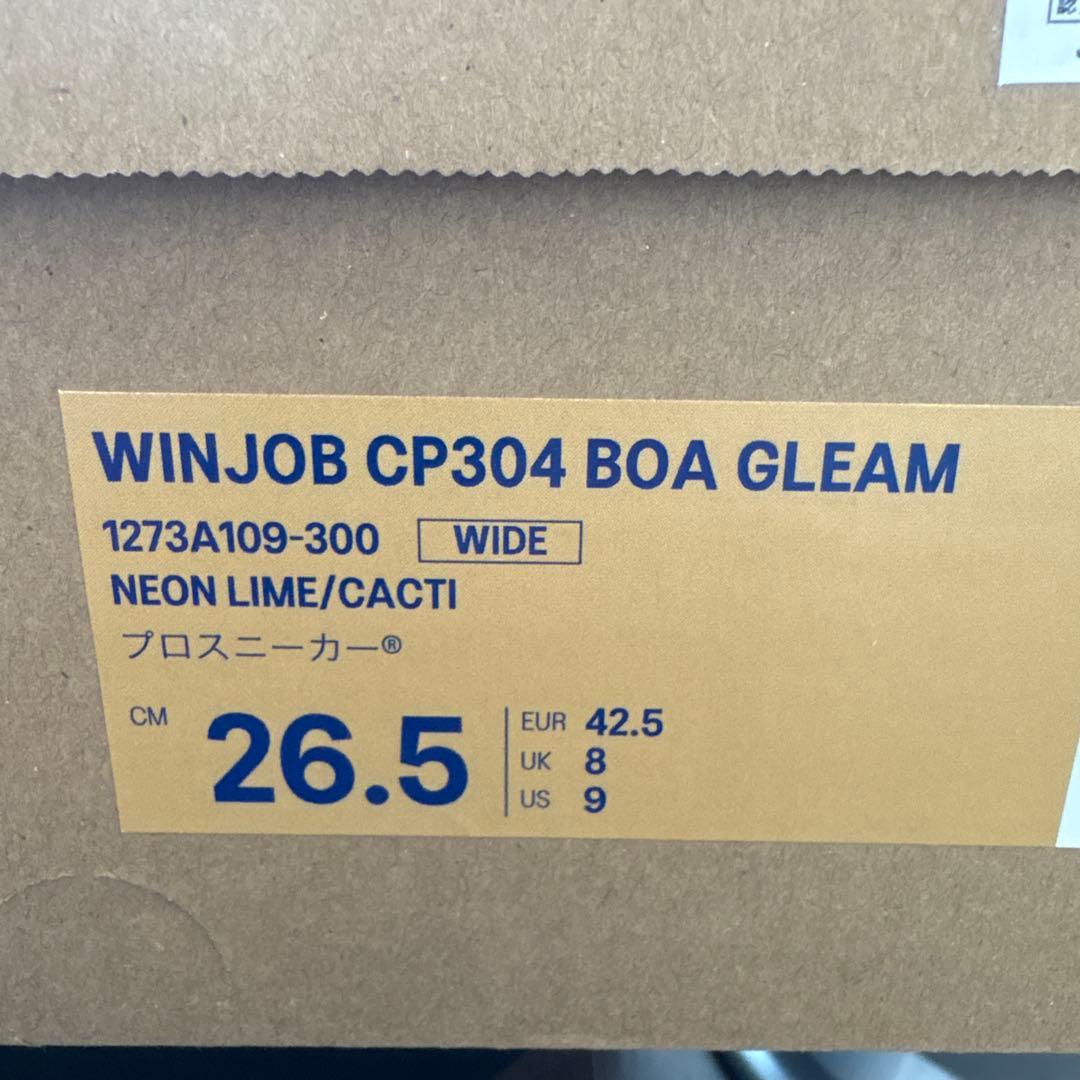 WINJOB CP304 BOA GLEAM
1273A109-300 WIDE
NEON LIME/CACTI
プロスニーカー®
CM 26.5
EUR 42.5
UK 8
US 9